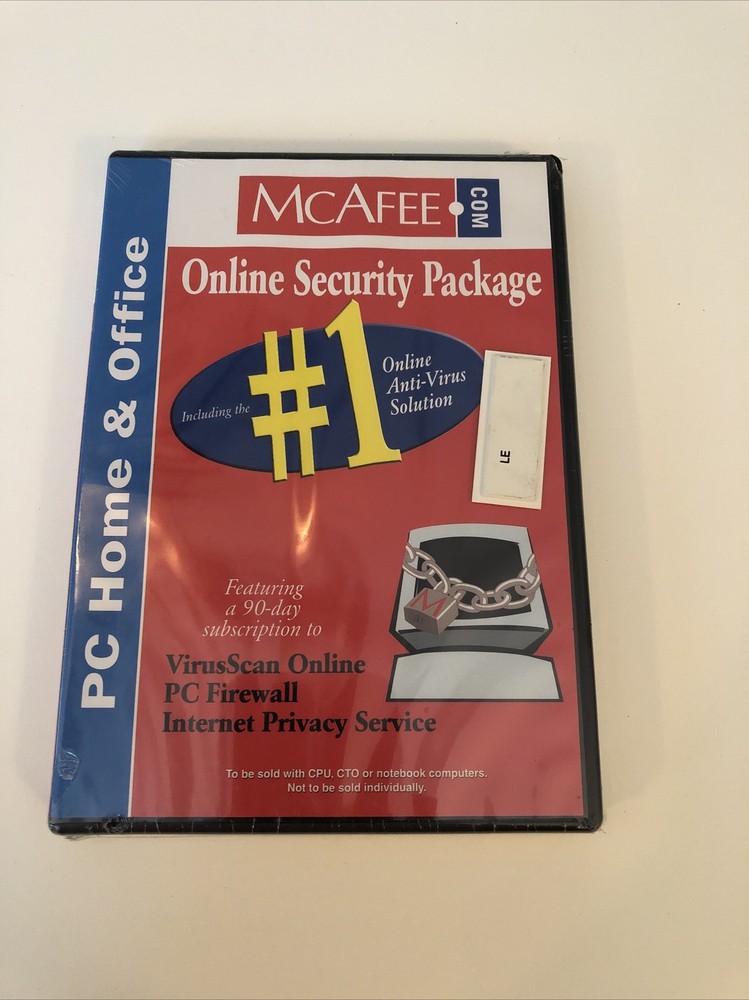 McAFEE.COM
Online Security Package
Including the
#1
Online
Anti-Virus
Solution
LE
PC Home & Office
M
Featuring
a 90-day
subscription to
VirusScan Online
PC Firewall
Internet Privacy Service
To be sold with CPU, CTO or notebook computers.
Not to be sold individually.